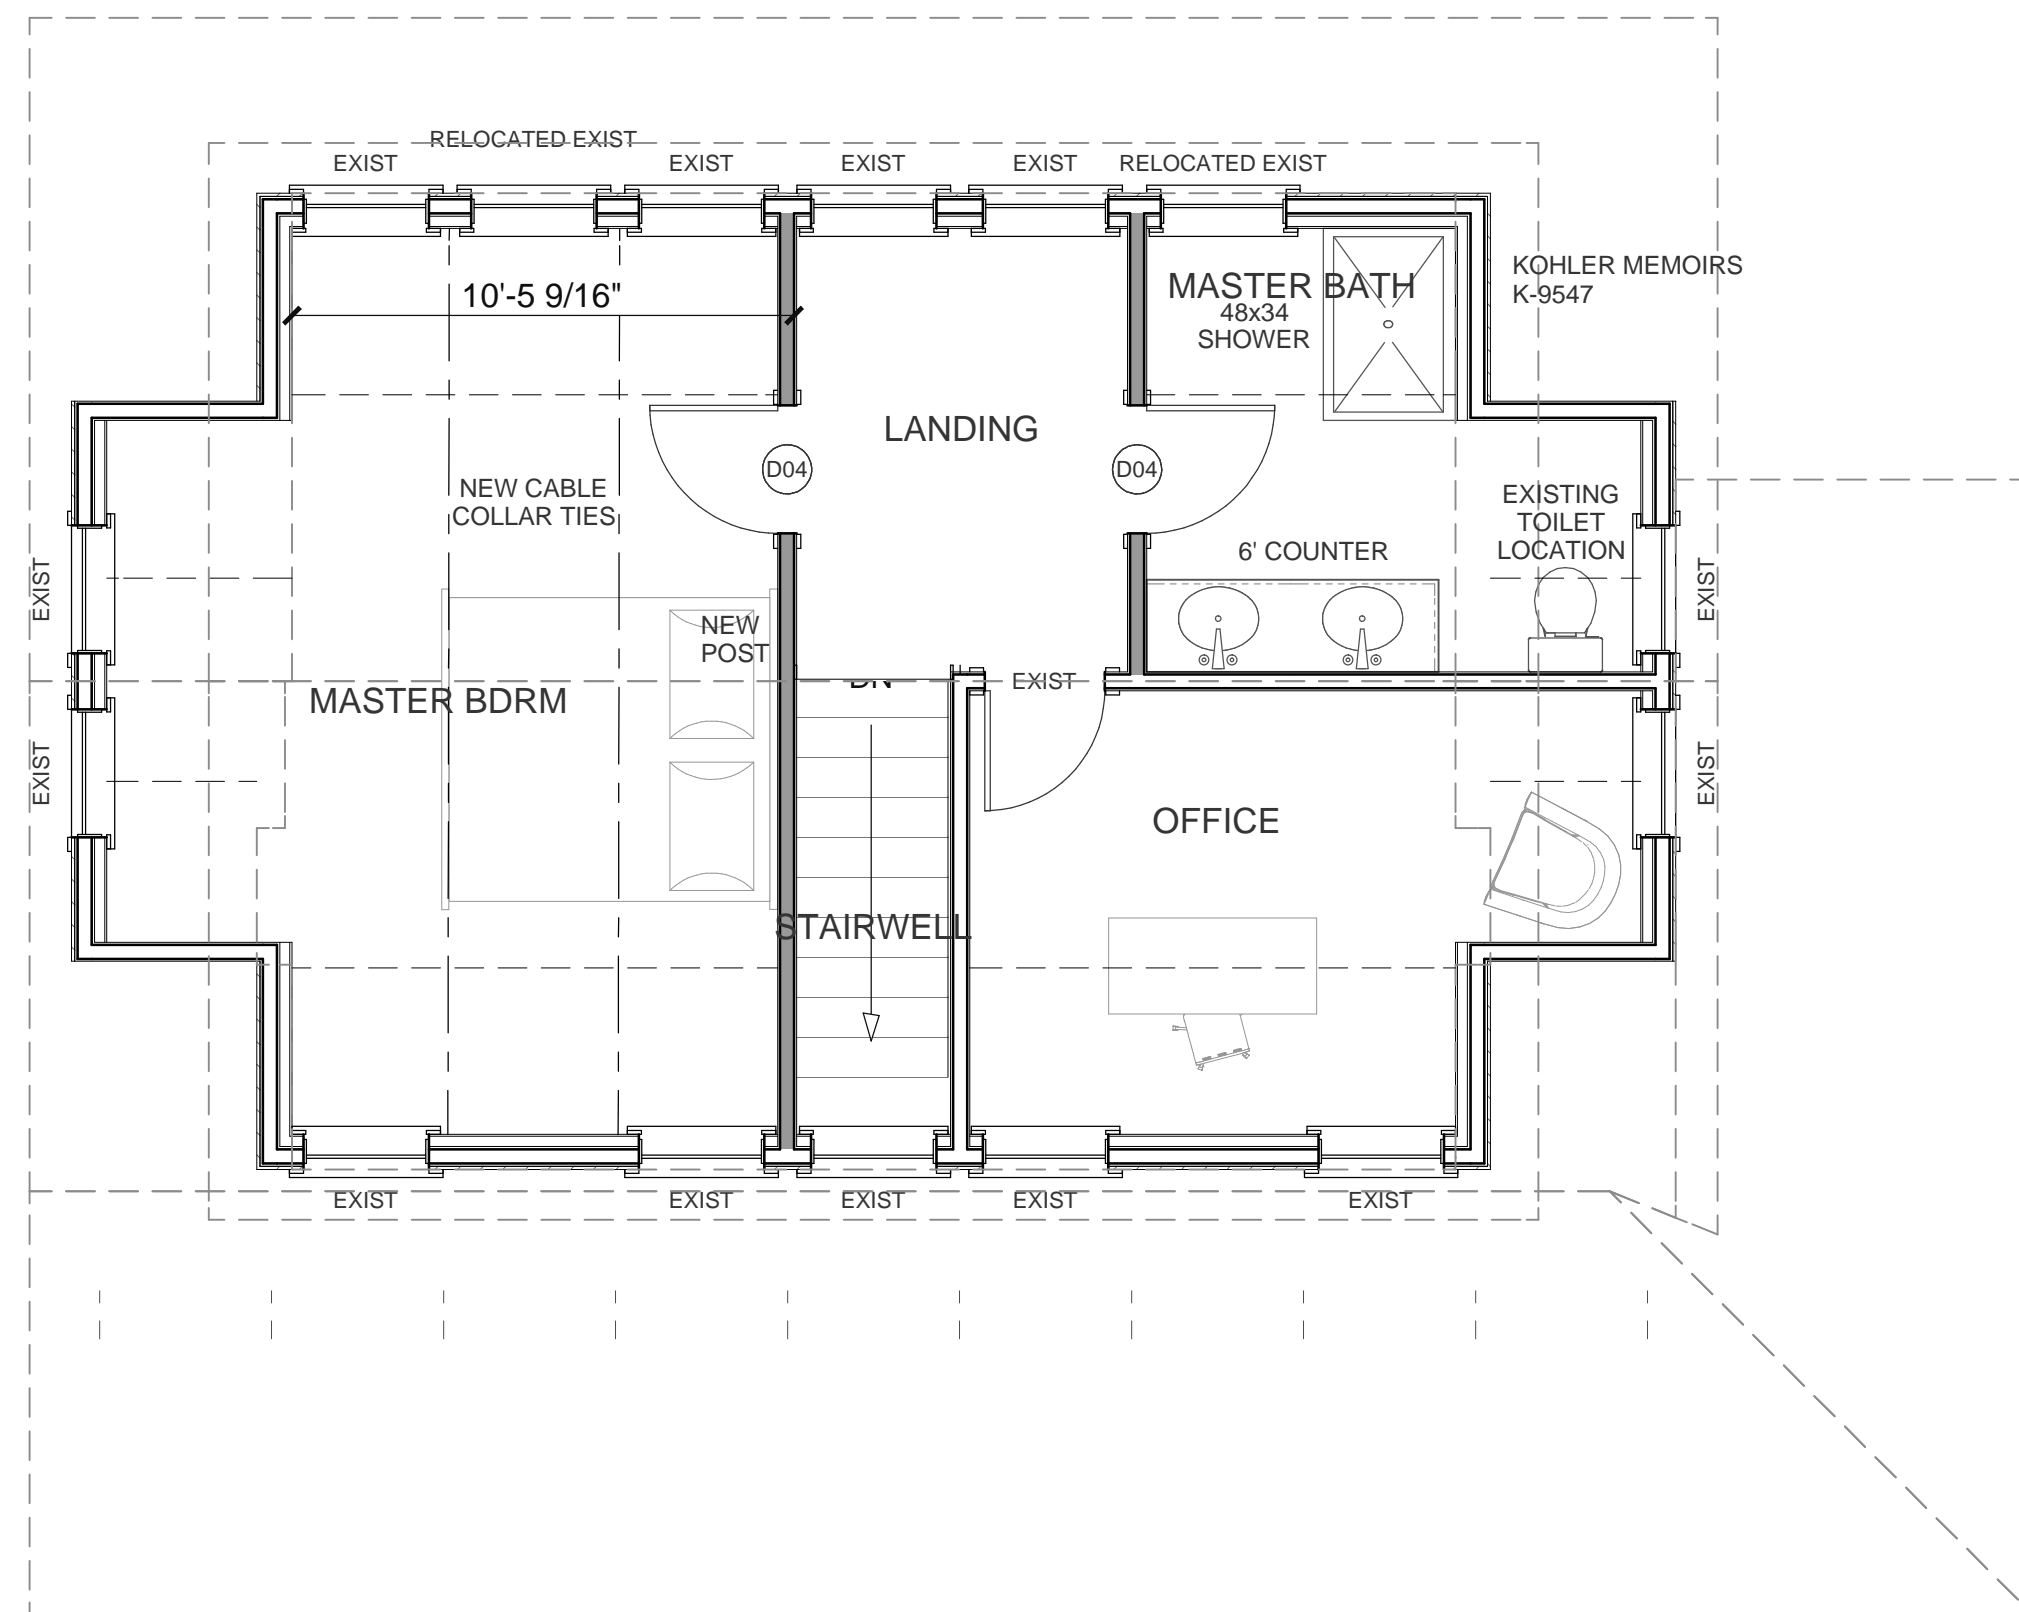 RELOCATED EXIST
EXIST
EXIST
EXIST
EXIST
RELOCATED EXIST
KOHLER MEMOIRS
K-9547
10'-5 9/16"
MASTER BATH
48x34
SHOWER
LANDING
D04
D04
NEW CABLE
COLLAR TIES
EXISTING
TOILET
LOCATION
6' COUNTER
EXIST
EXIST
NEW
POST
DN
EXIST
MASTER BDRM
EXIST
EXIST
OFFICE
STAIRWELL
EXIST
EXIST
EXIST
EXIST
EXIST